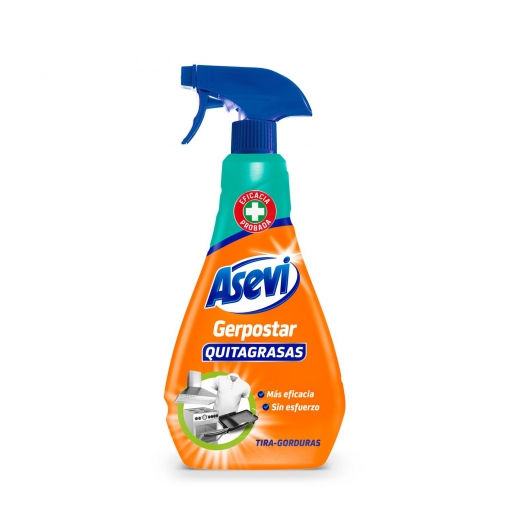 EFICACIA
PROBADA
Asevi
Gerpostar
QUITAGRASAS
Más eficacia
Sin esfuerzo
TIRA-GORDURAS